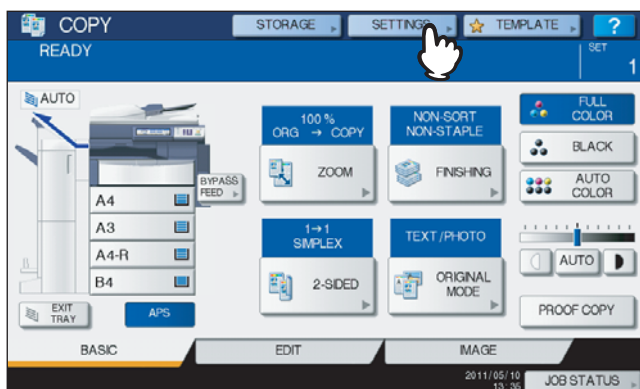 COPY
STORAGE
SETTINGS
TEMPLATE
?
READY
SET
1
AUTO
A4
A3
A4-R
B4
BYPASS
FEED
EXIT
TRAY
APS
100 %
ORG → COPY
ZOOM
NON-SORT
NON-STAPLE
FINISHING
1→1
SIMPLEX
2-SIDED
TEXT/PHOTO
ORIGINAL
MODE
FULL
COLOR
BLACK
AUTO
COLOR
AUTO
PROOF COPY
BASIC
EDIT
IMAGE
2011/05/10
13:35
JOB STATUS